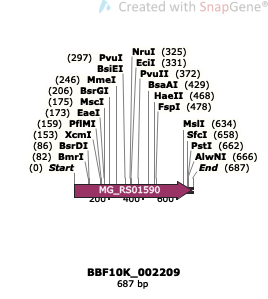 Created with SnapGene®
(297) PvuI
NruI (325)
BsiEI
EciI (331)
(246) MmeI
PvuII (372)
(206) BsrGI
BsaAI (429)
(175) MscI
HaeII (468)
(173) EaeI
FspI (478)
(159) PflMI
MslI (634)
(153) XcmI
SfcI (658)
(86) BsrDI
PstI (662)
(82) BmrI
AlwNI (666)
(0) Start
End (687)
MG_RS01590
200
400
600
BBF10K_002209
687 bp